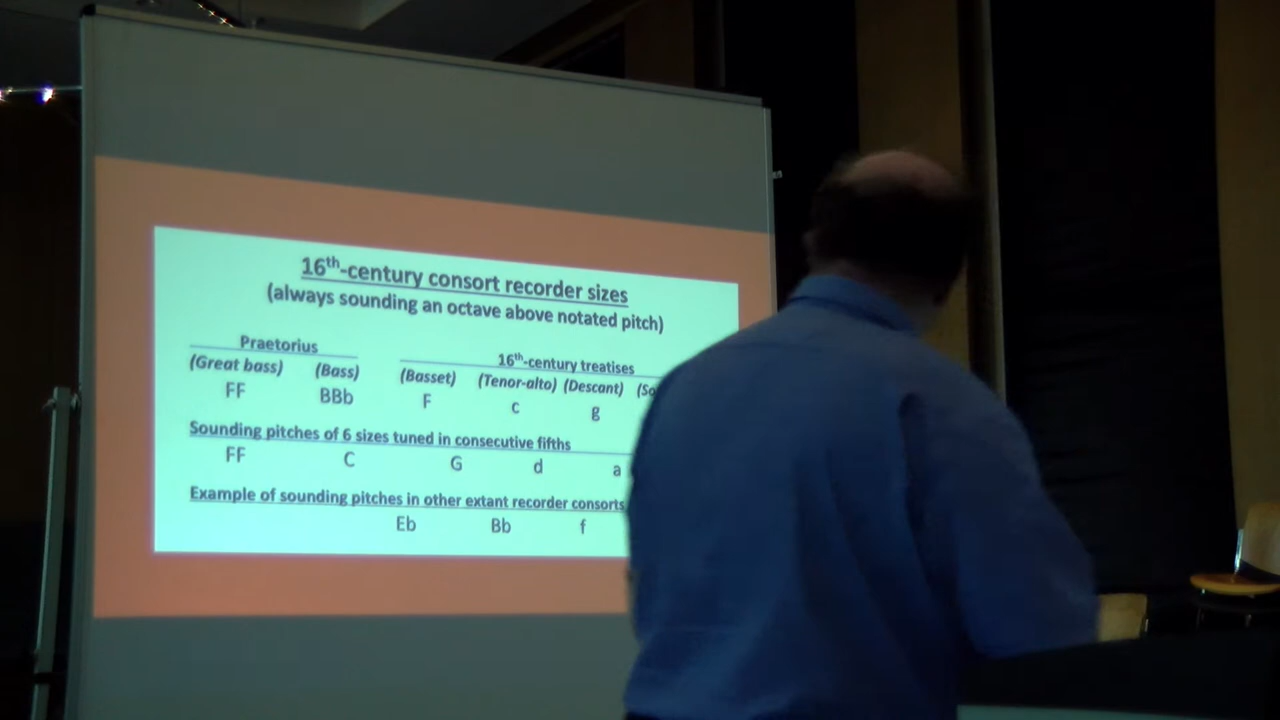 16th-century consort recorder sizes
(always sounding an octave above notated pitch)
Praetorius 16th-century treatises
(Great bass) (Bass) (Basset) (Tenor-alto) (Descant) (So
FF BBb F c g
Sounding pitches of 6 sizes tuned in consecutive fifths
FF C G d a
Example of sounding pitches in other extant recorder consorts
Eb Bb f